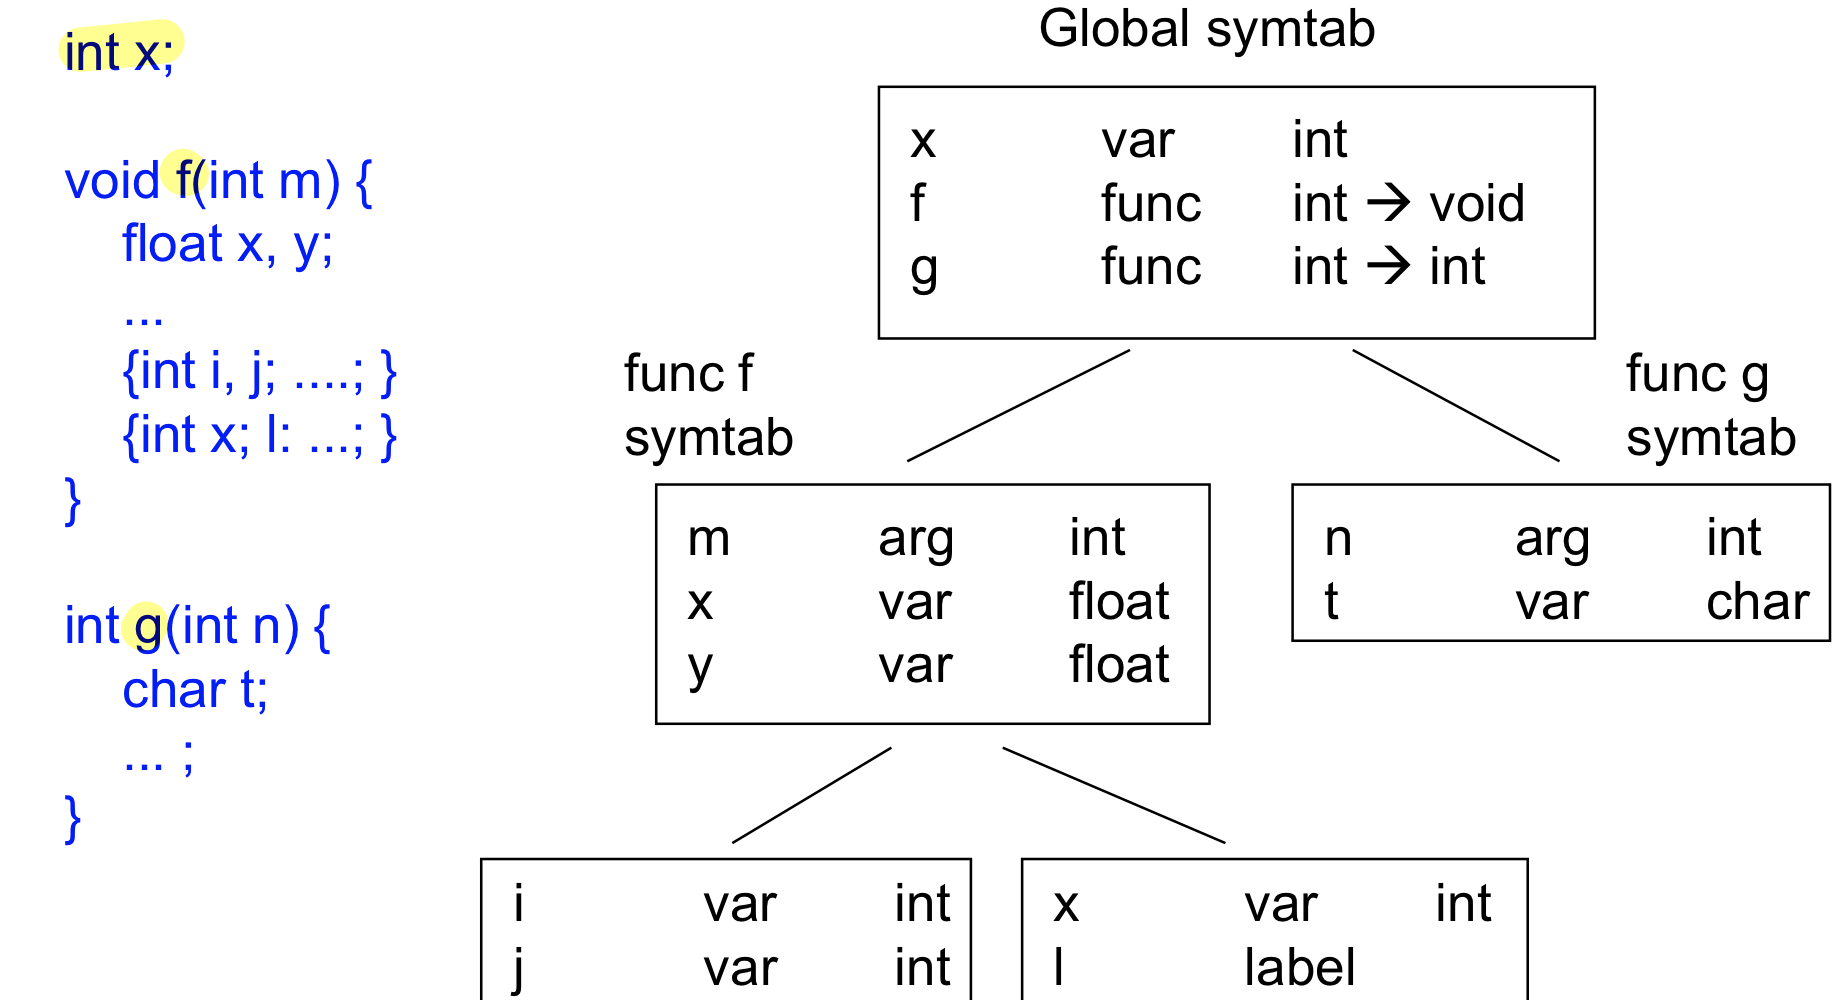 int x;
void f(int m) {
float x, y;
...
{int i, j; ....; }
{int x; l: ...; }
}
int g(int n) {
char t;
... ;
}
Global symtab
x var int
f func int → void
g func int → int
func f
symtab
m arg int
x var float
y var float
func g
symtab
n arg int
t var char
i var int
j var int
x var int
l label